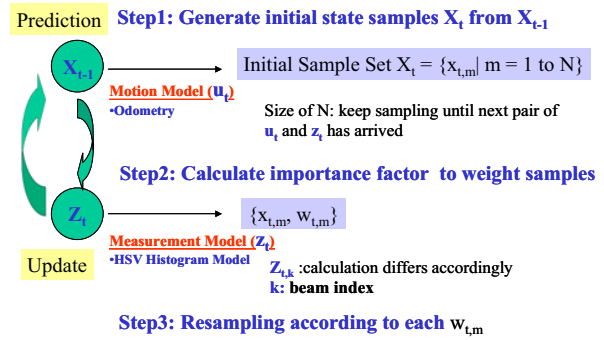 Prediction
Step1: Generate initial state samples Xt from Xt-1
Xt-1
Initial Sample Set Xt = {xt,m| m = 1 to N}
Motion Model (ut)
•Odometry
Size of N: keep sampling until next pair of
ut and zt has arrived
Step2: Calculate importance factor to weight samples
Zt
{xt,m, wt,m}
Measurement Model (zt)
•HSV Histogram Model
Update
Zt,k :calculation differs accordingly
k: beam index
Step3: Resampling according to each wt,m